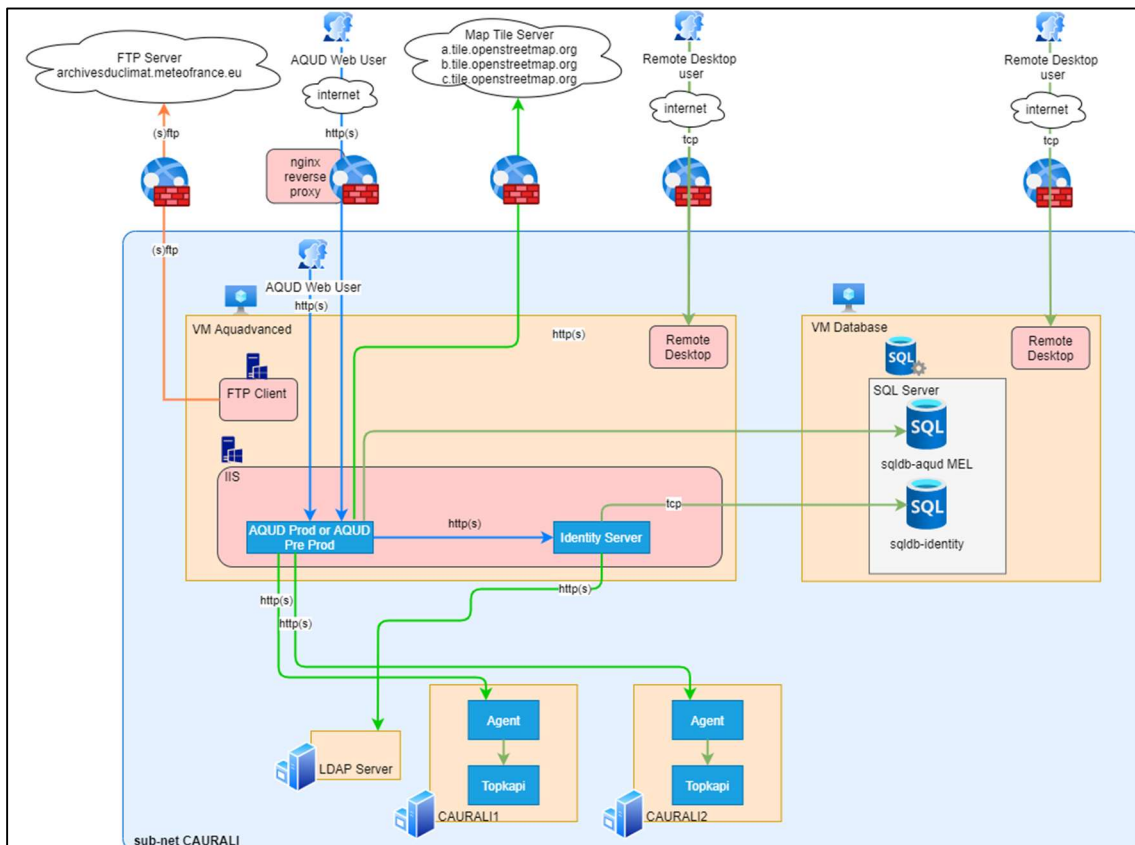 FTP Server
archivesduclimat.meteofrance.eu
AQUD Web User
internet
Map Tile Server
a.tile.openstreetmap.org
b.tile.openstreetmap.org
c.tile.openstreetmap.org
Remote Desktop
user
internet
Remote Desktop
user
internet
(s)ftp
http(s)
tcp
tcp
nginx
reverse
proxy
(s)ftp
AQUD Web User
http(s)
http(s)
VM Aquadvanced
http(s)
Remote
Desktop
FTP Client
IIS
AQUD Prod or AQUD
Pre Prod
http(s)
Identity Server
tcp
VM Database
SQL
Remote
Desktop
SQL Server
SQL
sqldb-aqud MEL
SQL
sqldb-identity
http(s)
http(s)
http(s)
LDAP Server
Agent
Topkapi
CAURALI1
Agent
Topkapi
CAURALI2
sub-net CAURALI